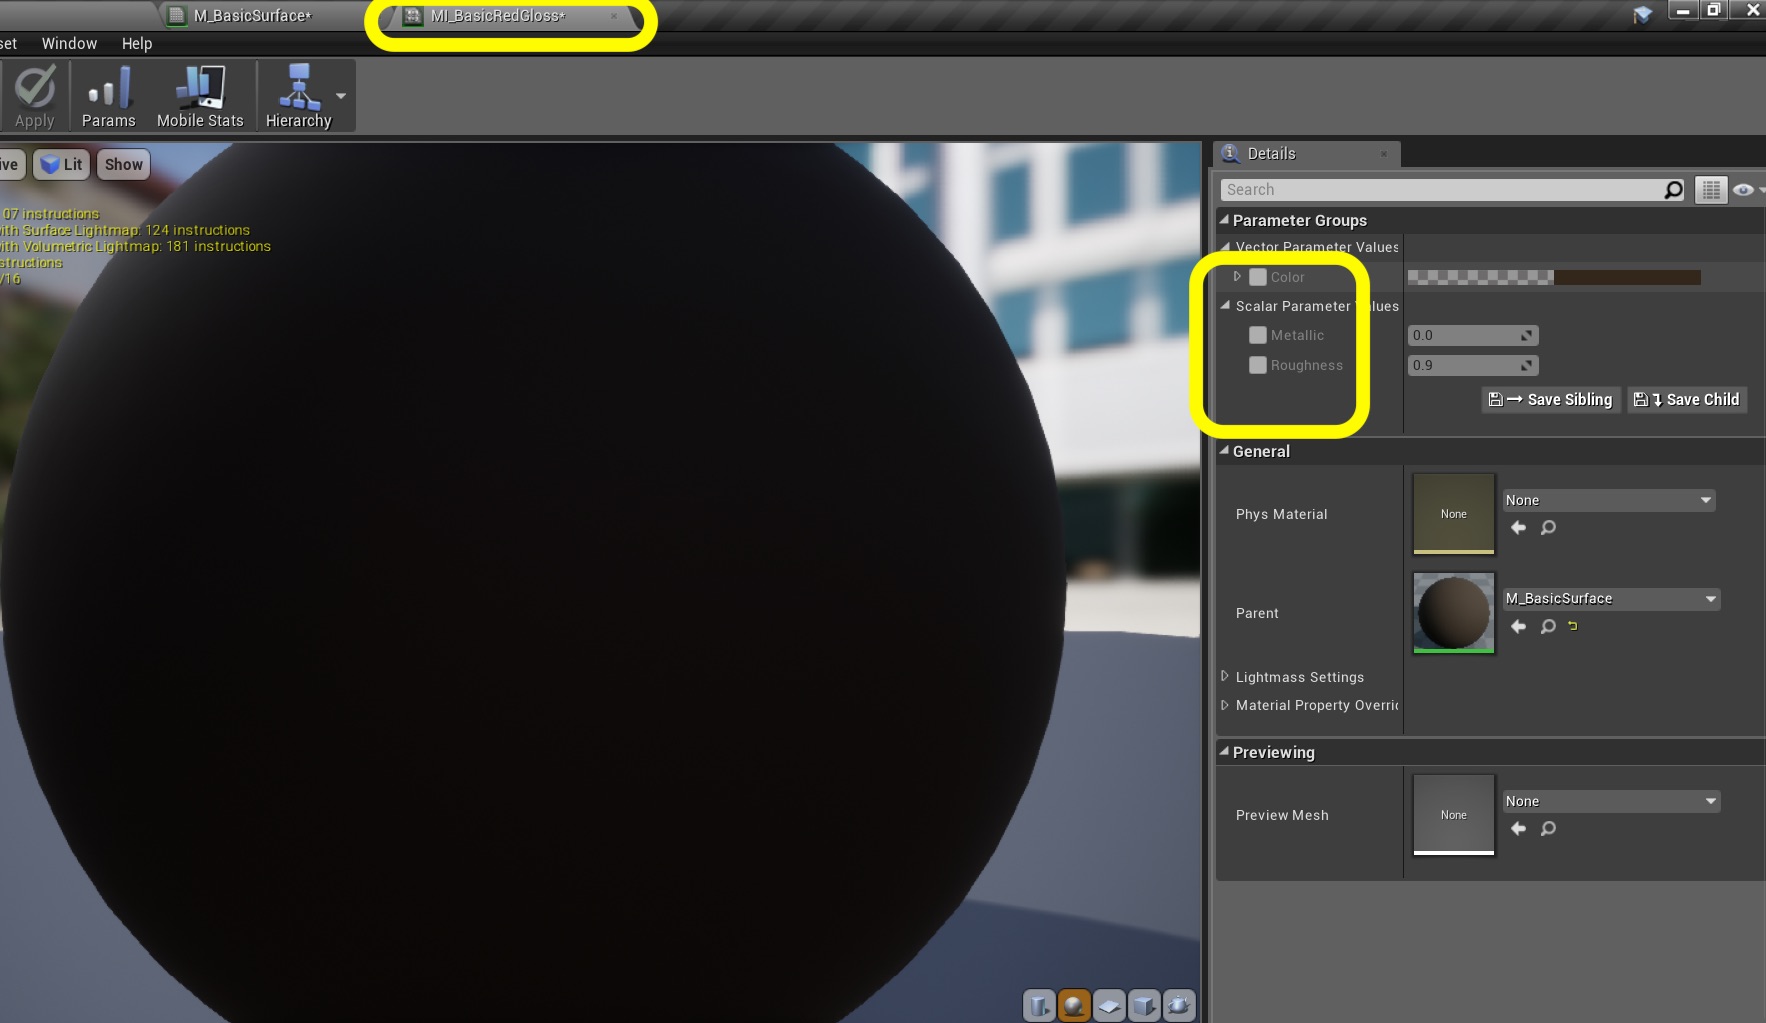 M_BasicSurface*
MI_BasicRedGloss*
set
Window
Help
Apply
Params
Mobile Stats
Hierarchy
ive
Lit
Show
07 instructions
ith Surface Lightmap: 124 instructions
ith Volumetric Lightmap: 181 instructions
structions
/16
Details
Search
Parameter Groups
Vector Parameter Values
Color
Scalar Parameter Values
Metallic
0.0
Roughness
0.9
Save Sibling
Save Child
General
Phys Material
None
None
Parent
M_BasicSurface
Lightmass Settings
Material Property Overri
Previewing
Preview Mesh
None
None